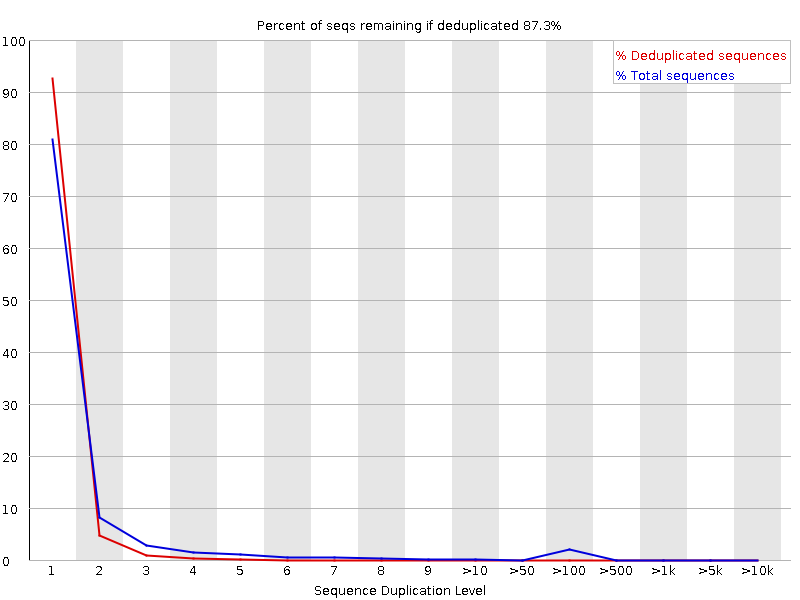 Percent of seqs remaining if deduplicated 87.3%
% Deduplicated sequences
% Total sequences
100
90
80
70
60
50
40
30
20
10
0
1 2 3 4 5 6 7 8 9 >10 >50 >100 >500 >1k >5k >10k
Sequence Duplication Level